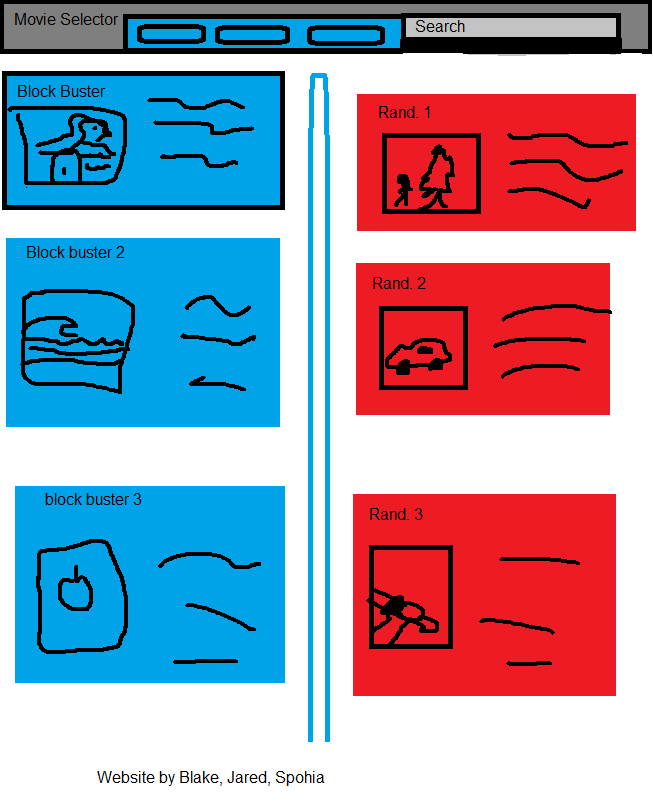 Movie Selector
Search
Block Buster
Block buster 2
block buster 3
Rand. 1
Rand. 2
Rand. 3
Website by Blake, Jared, Spohia